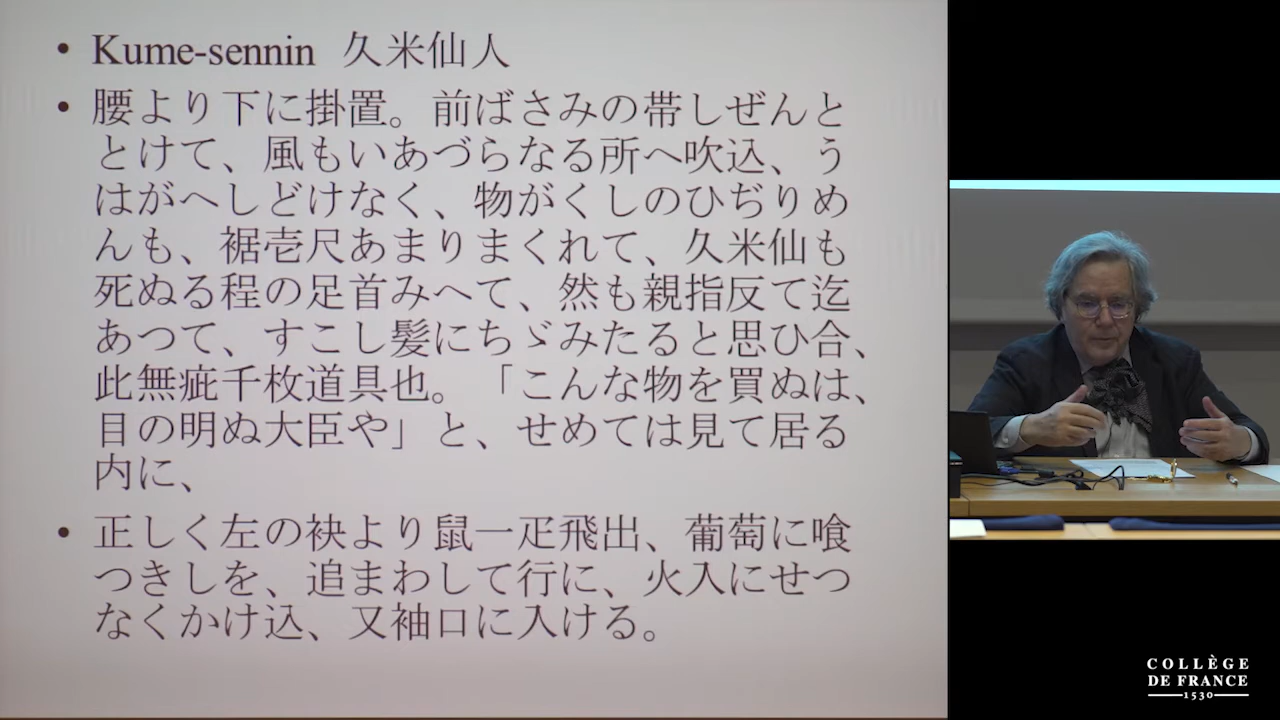 • Kume-sennin 久米仙人
• 腰より下に掛置。前ばさみの帯しぜんと
とけて、風もいあづらなる所へ吹込、う
はがへしどけなく、物がくしのひぢりめ
んも、裾壱尺あまりまくれて、久米仙も
死ぬる程の足首みへて、然も親指反て迄
あつて、すこし髪にちゞみたると思ひ合、
此無疵千枚道具也。「こんな物を買ぬは、
目の明ぬ大臣や」と、せめては見て居る
内に、
• 正しく左の袂より鼠一疋飛出、葡萄に喰
つきしを、追まわして行に、火入にせつ
なくかけ込、又袖口に入ける。
COLLÈGE
DE FRANCE
1530